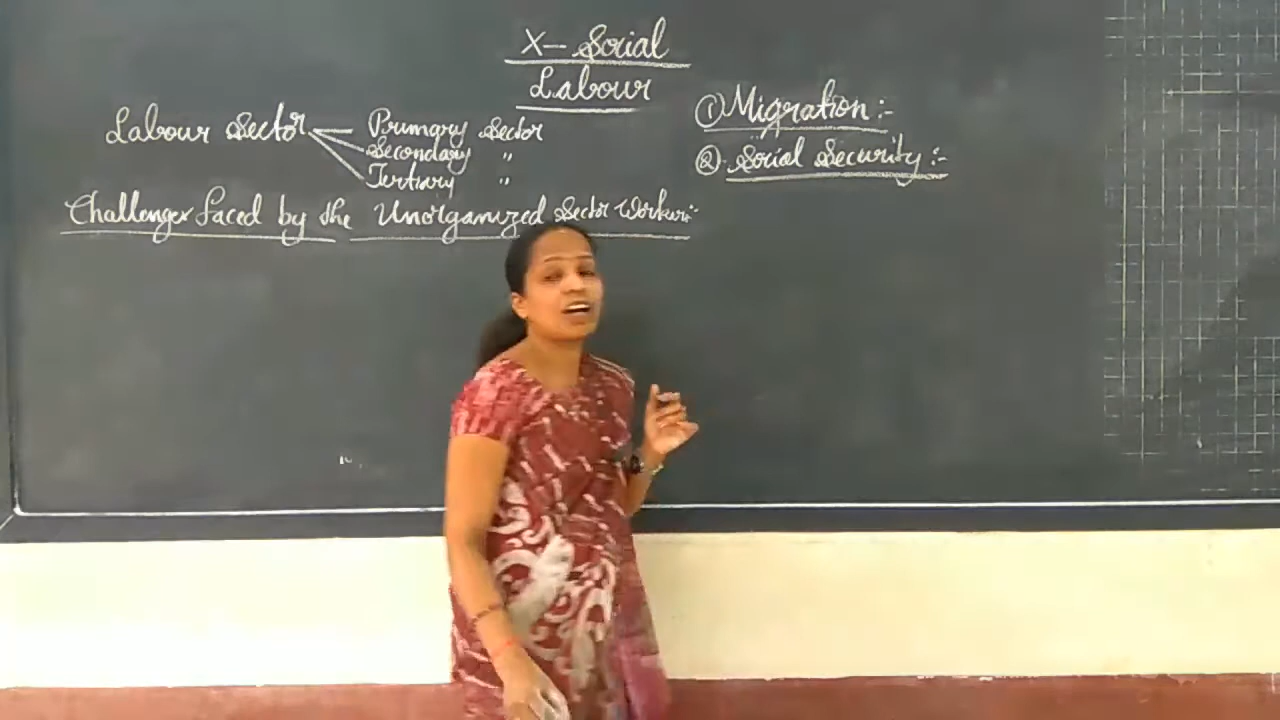 X- Social
Labour
Labour Sector
Primary Sector
Secondary "
Tertiary "
Challenges faced by the Unorganized Sector Workers:-
① Migration:-
② Social Security:-